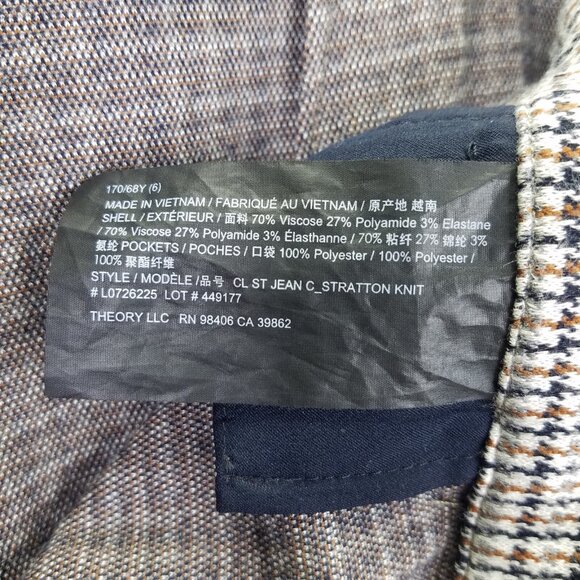 170/68Y (6)
MADE IN VIETNAM / FABRIQUÉ AU VIETNAM / 原产地 越南
SHELL / EXTÉRIEUR / 面料 70% Viscose 27% Polyamide 3% Elastane
/ 70% Viscose 27% Polyamide 3% Élasthanne / 70% 粘纤 27% 锦纶 3%
氨纶 POCKETS / POCHES / 口袋 100% Polyester / 100% Polyester /
100% 聚酯纤维
STYLE / MODÈLE /品号 CL ST JEAN C_STRATTON KNIT
# L0726225 LOT # 449177
THEORY LLC RN 98406 CA 39862